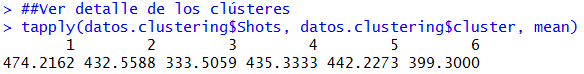 > ##Ver detalle de los clústeres
> tapply(datos.clustering$Shots, datos.clustering$cluster, mean)
1 2 3 4 5 6
474.2162 432.5588 333.5059 435.3333 442.2273 399.3000